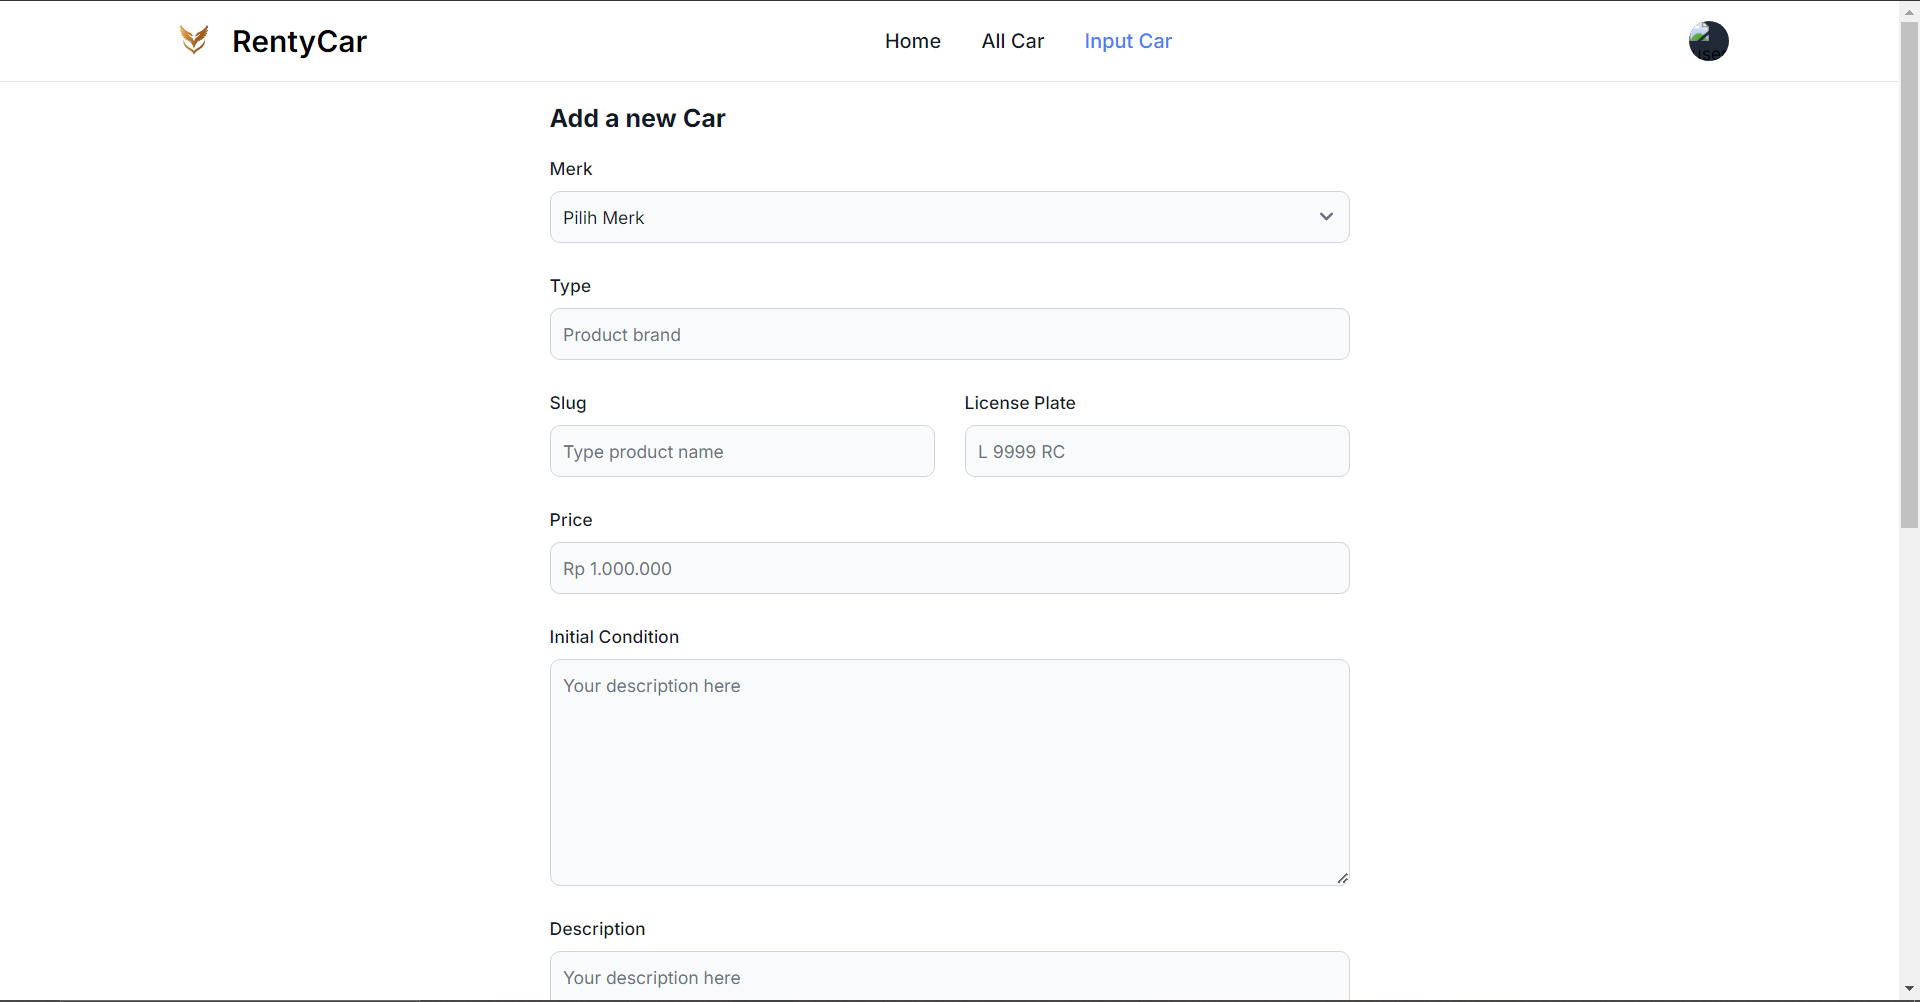 RentyCar
Home
All Car
Input Car
use
Add a new Car
Merk
Pilih Merk
Type
Product brand
Slug
License Plate
Type product name
L 9999 RC
Price
Rp 1.000.000
Initial Condition
Your description here
Description
Your description here